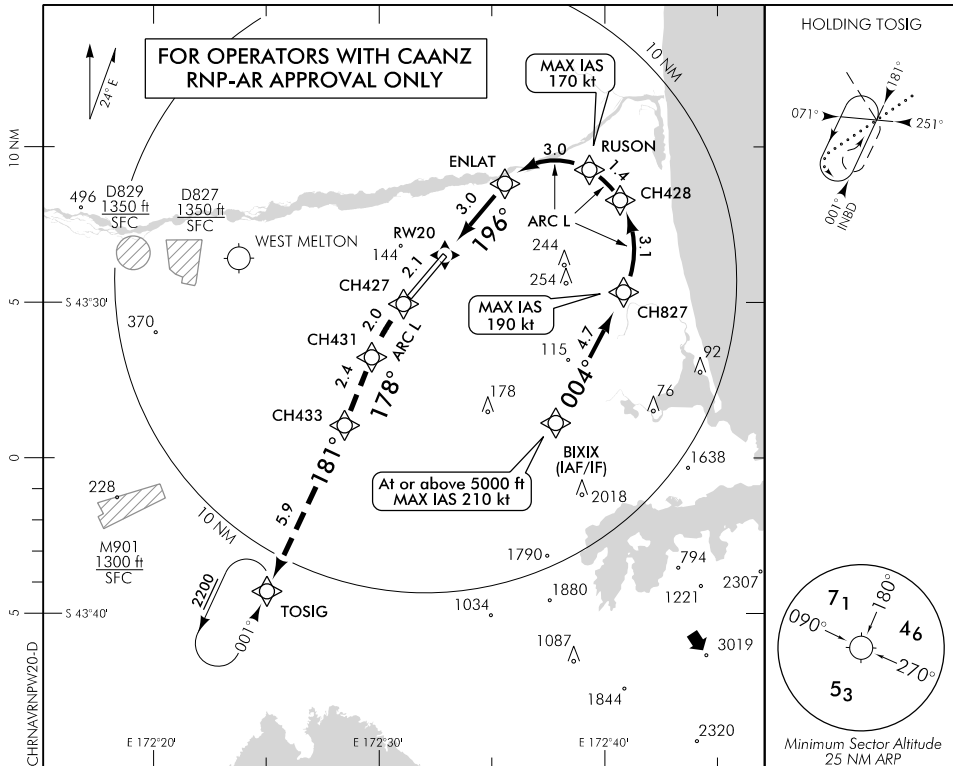 FOR OPERATORS WITH CAANZ
RNP-AR APPROVAL ONLY
24° E
10 NM
MAX IAS
170 kt
HOLDING TOSIG
181°
071°
251°
001°
INBD
10 NM
3.0
RUSON
ENLAT
1.4
CH428
496
D829
1350 ft
SFC
D827
1350 ft
SFC
3.0
196°
ARC L
RW20
WEST MELTON
144
244
3.1
254
2.1
CH427
5
S 43°30'
MAX IAS
190 kt
CH827
370
2.0
CH431
ARC L
4.7
115
92
2.4
178°
004°
178
76
CH433
BIXIX
(IAF/IF)
0
181°
1638
At or above 5000 ft
MAX IAS 210 kt
228
2018
5.9
10 NM
M901
1300 ft
SFC
1790
794
2307
2200
1880
1221
TOSIG
5
S 43°40'
1034
001°
1087
3019
1844
2320
71
180°
090°
46
270°
53
CHRNAVRNPW20-D
E 172°20'
E 172°30'
E 172°40'
Minimum Sector Altitude
25 NM ARP